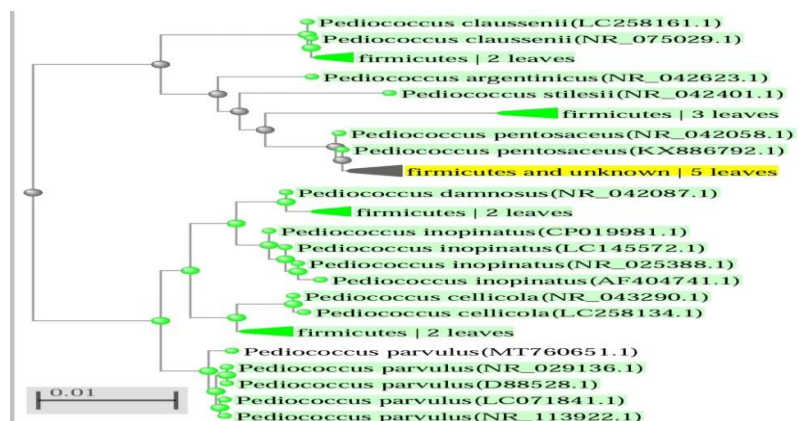 Pediococcus claussenii(LC258161.1)
Pediococcus claussenii(NR_075029.1)
firmicutes | 2 leaves
Pediococcus argentinicus(NR_042623.1)
Pediococcus stilesii(NR_042401.1)
firmicutes | 3 leaves
Pediococcus pentosaceus(NR_042058.1)
Pediococcus pentosaceus(KX886792.1)
firmicutes and unknown | 5 leaves
Pediococcus damnosus(NR_042087.1)
firmicutes | 2 leaves
Pediococcus inopinatus(CP019981.1)
Pediococcus inopinatus(LC145572.1)
Pediococcus inopinatus(NR_025388.1)
Pediococcus inopinatus(AF404741.1)
Pediococcus cellicola(NR_043290.1)
Pediococcus cellicola(LC258134.1)
firmicutes | 2 leaves
Pediococcus parvulus(MT760651.1)
Pediococcus parvulus(NR_029136.1)
Pediococcus parvulus(D88528.1)
0.01
Pediococcus parvulus(LC071841.1)
Pediococcus parvulus(NR_113922.1)